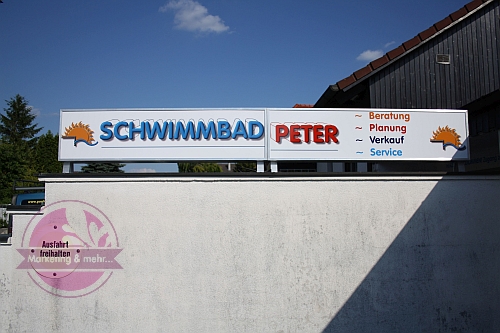 SCHWIMMBAD PETER
~ Beratung
~ Planung
~ Verkauf
~ Service
Ausfahrt
freihalten
Marketing & mehr...